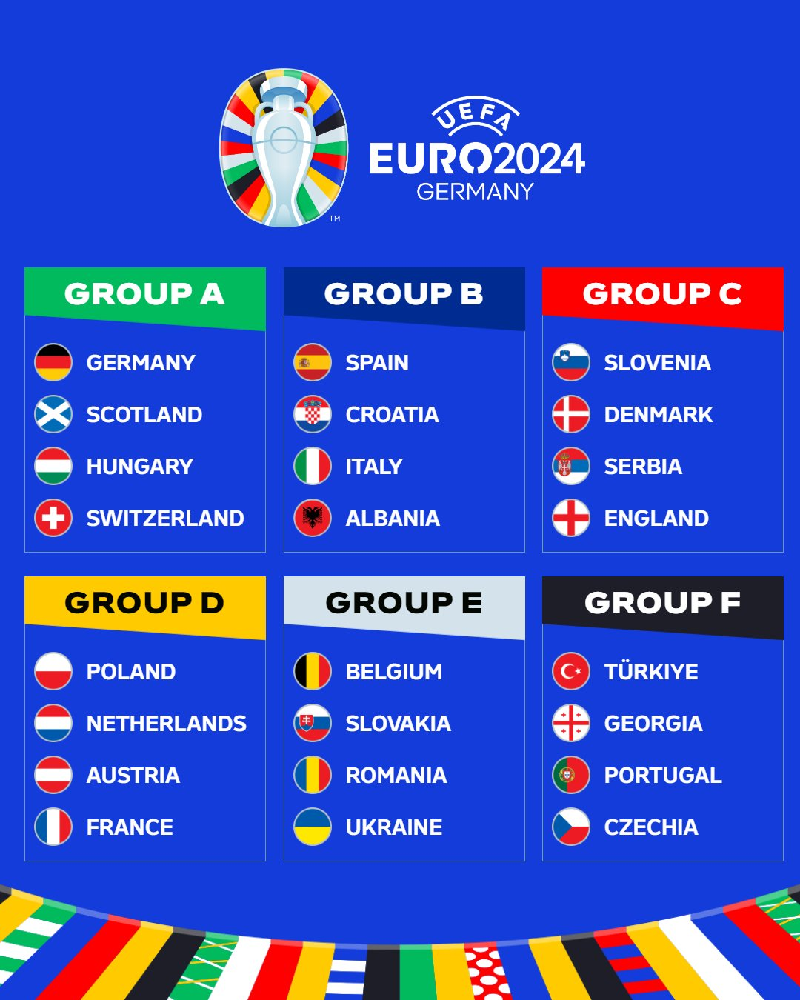 UEFA
EURO2024
GERMANY
TM
GROUP A
GERMANY
SCOTLAND
HUNGARY
SWITZERLAND
GROUP B
SPAIN
CROATIA
ITALY
ALBANIA
GROUP C
SLOVENIA
DENMARK
SERBIA
ENGLAND
GROUP D
POLAND
NETHERLANDS
AUSTRIA
FRANCE
GROUP E
BELGIUM
SLOVAKIA
ROMANIA
UKRAINE
GROUP F
TÜRKIYE
GEORGIA
PORTUGAL
CZECHIA